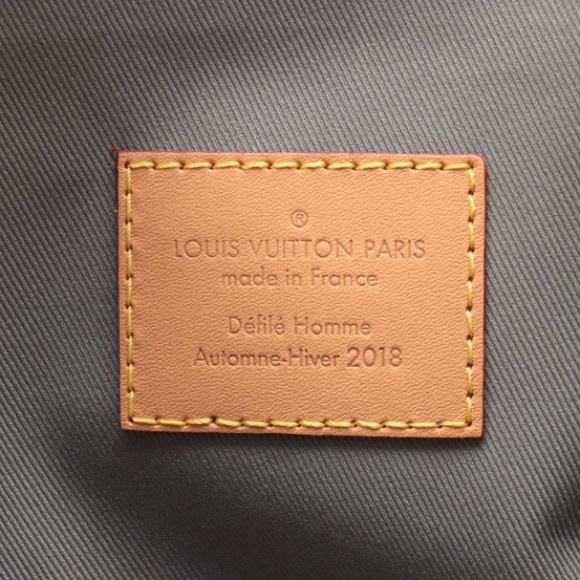 ®
LOUIS VUITTON PARIS
made in France
Défilé Homme
Automne-Hiver 2018